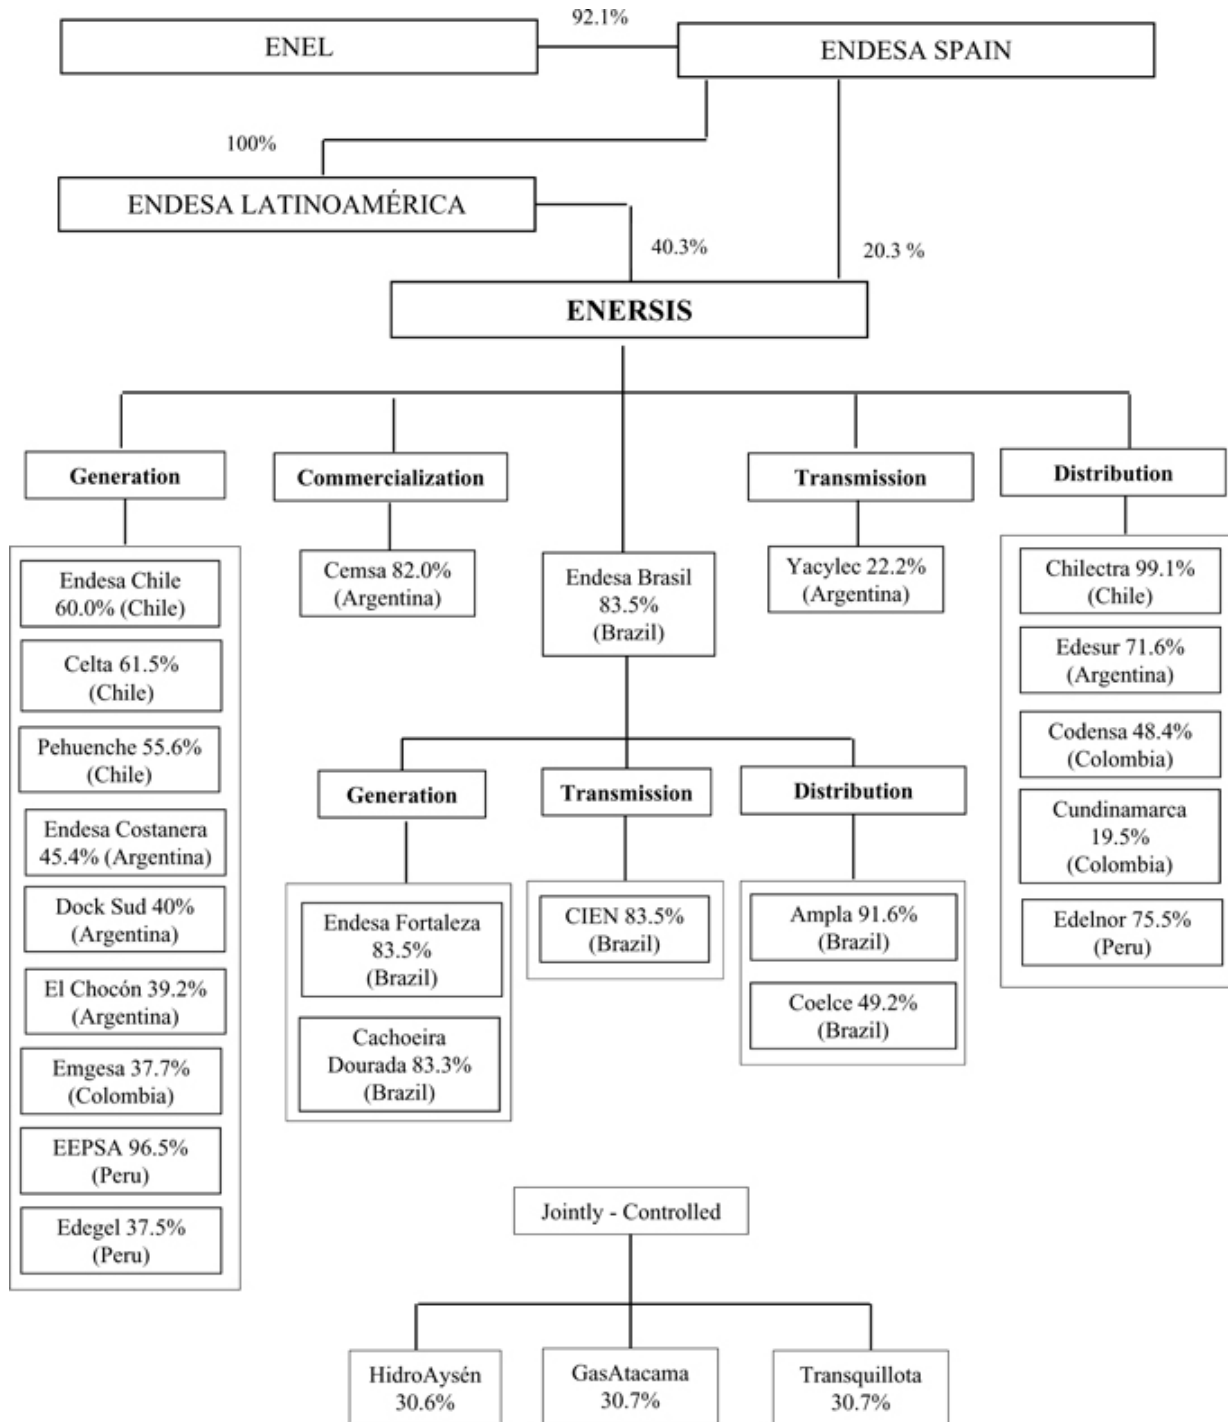 92.1%
ENEL
ENDESA SPAIN
100%
ENDESA LATINOAMÉRICA
40.3%
20.3 %
ENERSIS
Generation
Commercialization
Transmission
Distribution
Endesa Chile
60.0% (Chile)
Celta 61.5%
(Chile)
Pehuenche 55.6%
(Chile)
Endesa Costanera
45.4% (Argentina)
Dock Sud 40%
(Argentina)
El Chocón 39.2%
(Argentina)
Emgesa 37.7%
(Colombia)
EEPSA 96.5%
(Peru)
Edegel 37.5%
(Peru)
Cemsa 82.0%
(Argentina)
Endesa Brasil
83.5%
(Brazil)
Yacylec 22.2%
(Argentina)
Chilectra 99.1%
(Chile)
Edesur 71.6%
(Argentina)
Codensa 48.4%
(Colombia)
Cundinamarca
19.5%
(Colombia)
Edelnor 75.5%
(Peru)
Generation
Transmission
Distribution
Endesa Fortaleza
83.5%
(Brazil)
Cachoeira
Dourada 83.3%
(Brazil)
CIEN 83.5%
(Brazil)
Ampla 91.6%
(Brazil)
Coelce 49.2%
(Brazil)
Jointly - Controlled
HidroAysén
30.6%
GasAtacama
30.7%
Transquillota
30.7%